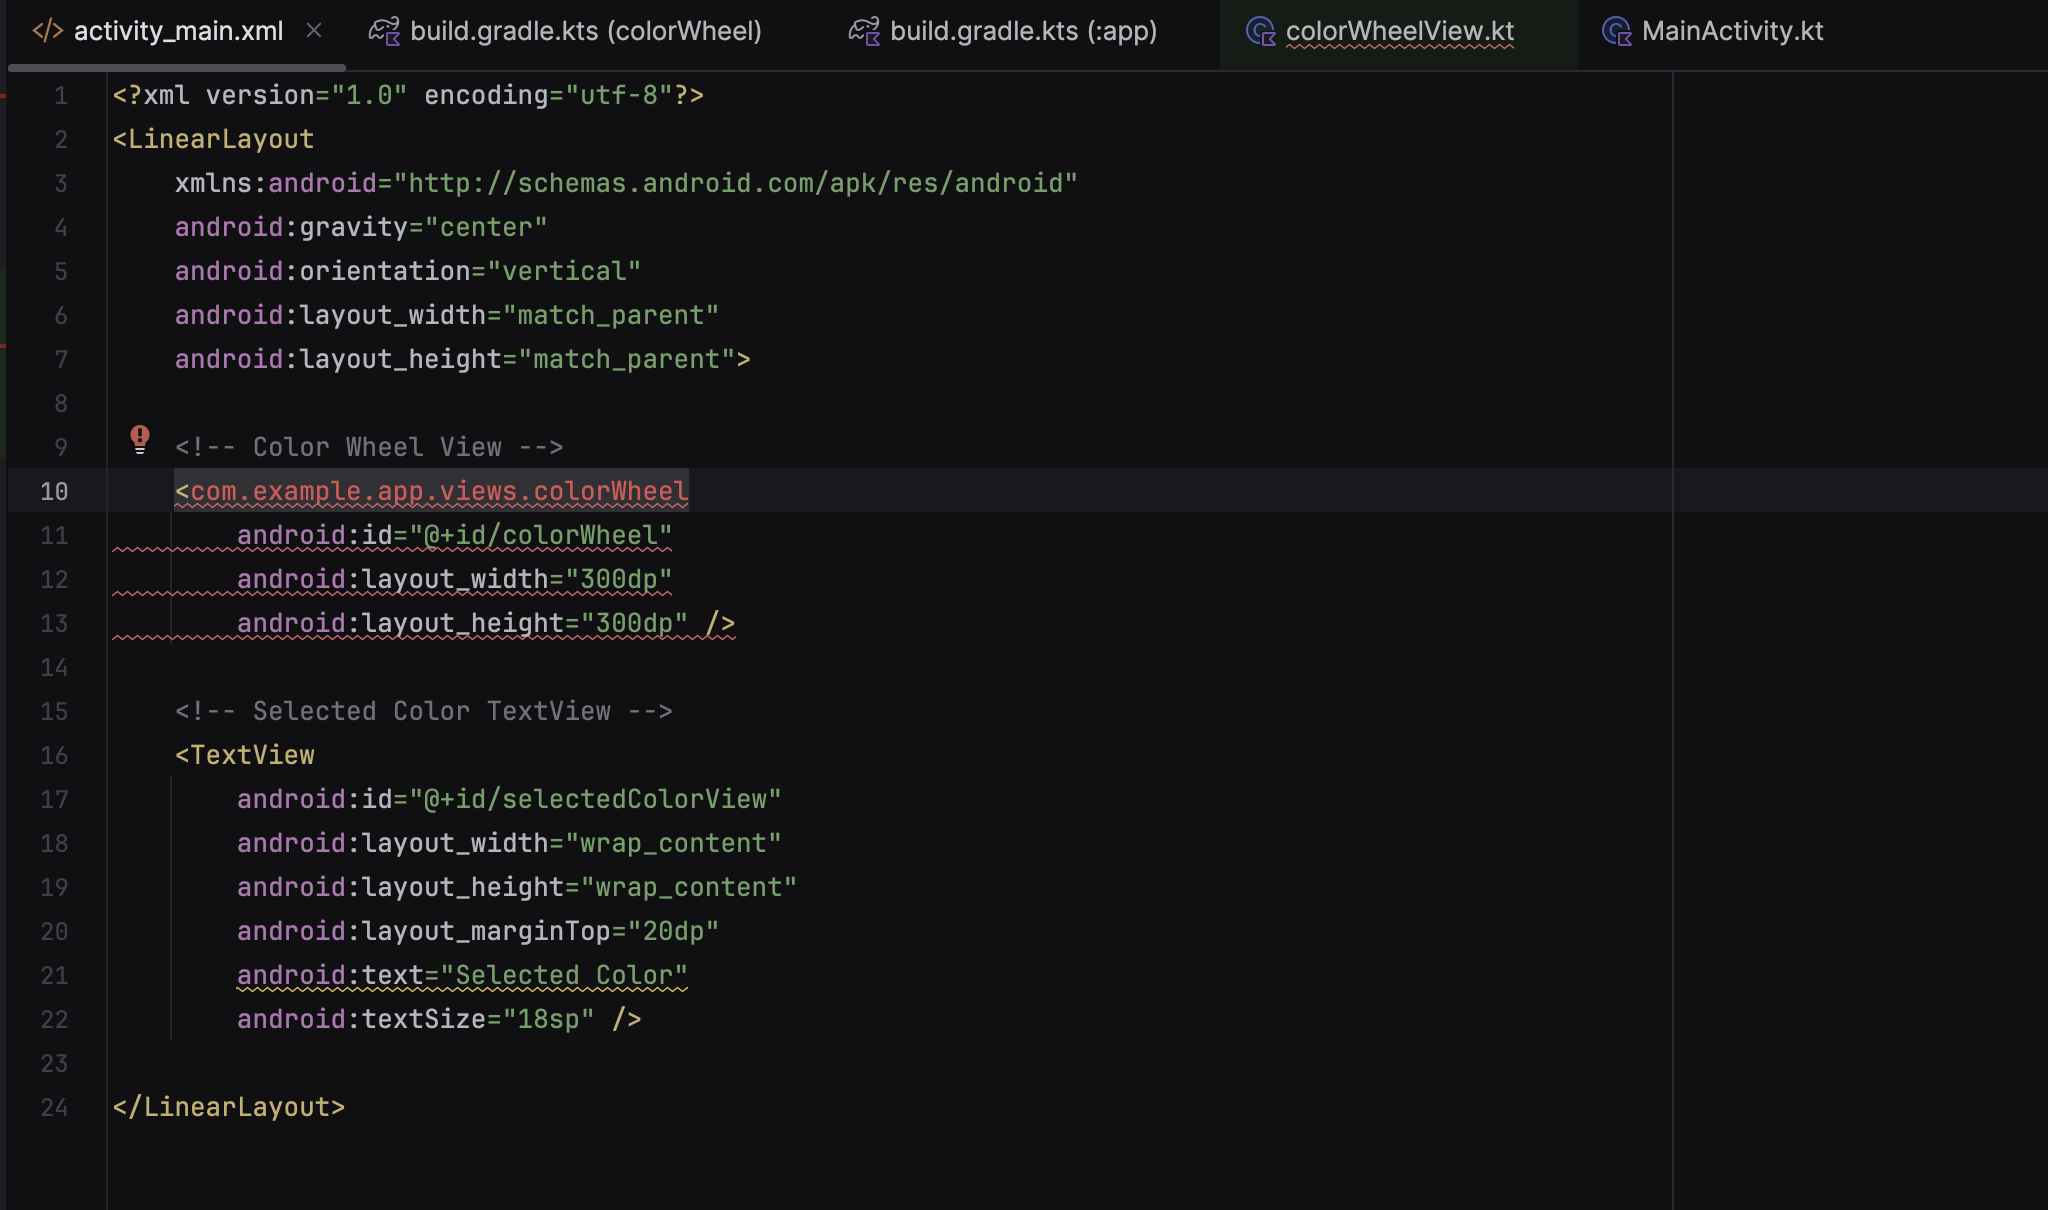 activity_main.xml build.gradle.kts (colorWheel) build.gradle.kts (:app) colorWheelView.kt MainActivity.kt
1 <?xml version="1.0" encoding="utf-8"?>
2 <LinearLayout
3     xmlns:android="http://schemas.android.com/apk/res/android"
4     android:gravity="center"
5     android:orientation="vertical"
6     android:layout_width="match_parent"
7     android:layout_height="match_parent">
8
9     <!-- Color Wheel View -->
10     <com.example.app.views.colorWheel
11         android:id="@+id/colorWheel"
12         android:layout_width="300dp"
13         android:layout_height="300dp" />
14
15     <!-- Selected Color TextView -->
16     <TextView
17         android:id="@+id/selectedColorView"
18         android:layout_width="wrap_content"
19         android:layout_height="wrap_content"
20         android:layout_marginTop="20dp"
21         android:text="Selected Color"
22         android:textSize="18sp" />
23
24 </LinearLayout>